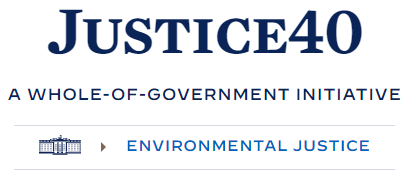 JUSTICE40
A WHOLE-OF-GOVERNMENT INITIATIVE
ENVIRONMENTAL JUSTICE